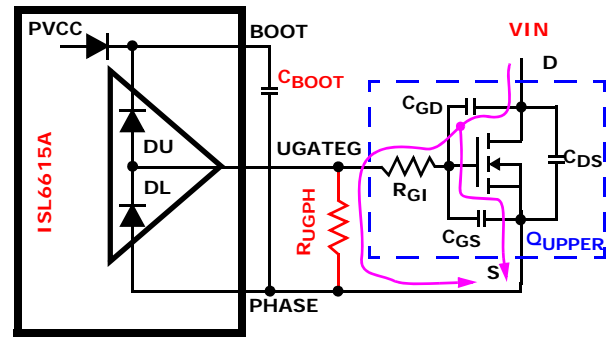 PVCC
BOOT
VIN
D
CBOOT
CGD
DU
UGATEG
CDS
DL
RGI
ISL6615A
RUGPH
CGS
QUPPER
S
PHASE